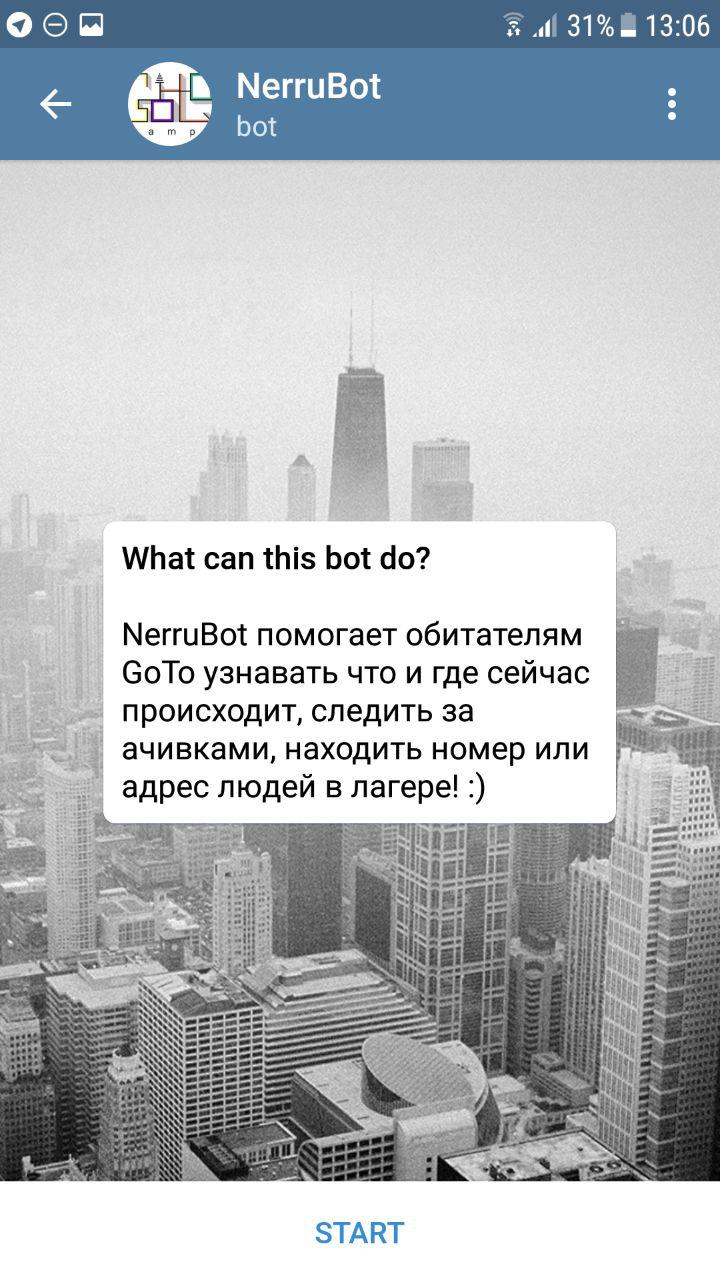 31% 13:06
NerruBot
bot
a m p
What can this bot do?
NerruBot помогает обитателям
GoTo узнавать что и где сейчас
происходит, следить за
ачивками, находить номер или
адрес людей в лагере! :)
START